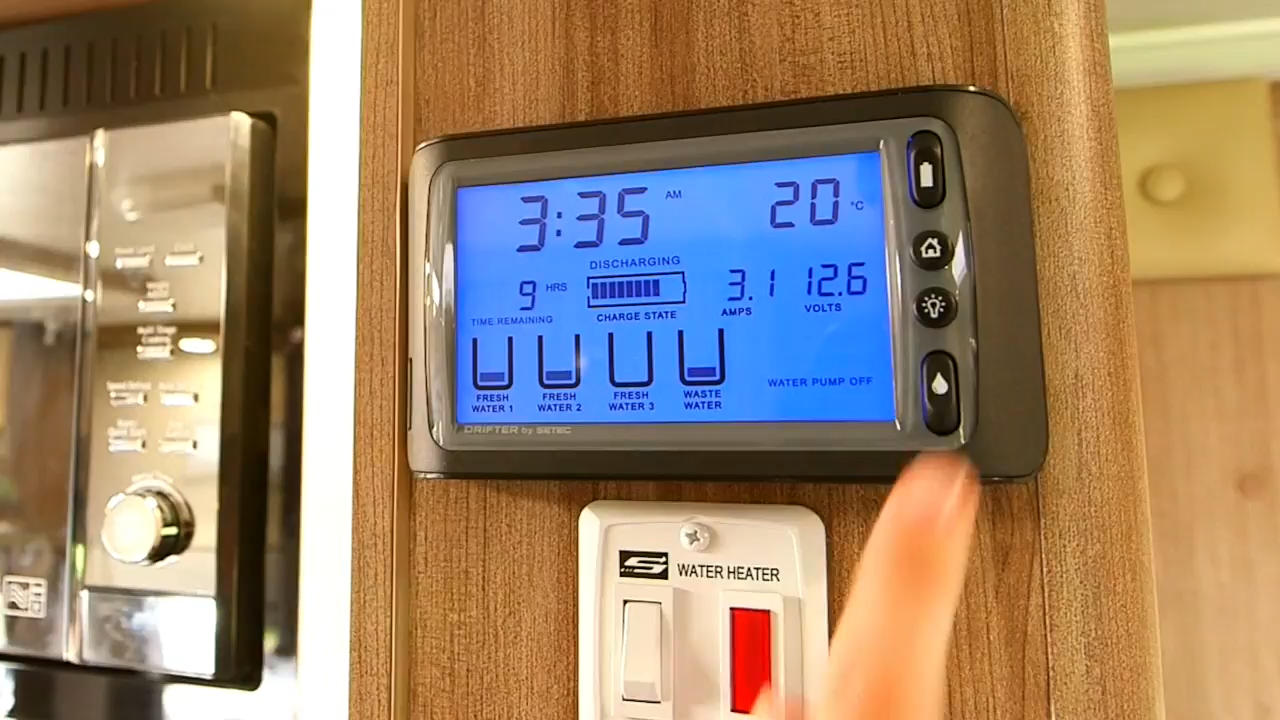 3:35 AM
20 °C
DISCHARGING
9 HRS
3.1 12.6
TIME REMAINING
CHARGE STATE
AMPS
VOLTS
FRESH WATER 1
FRESH WATER 2
FRESH WATER 3
WASTE WATER
WATER PUMP OFF
DRIFTER by SETEC
WATER HEATER